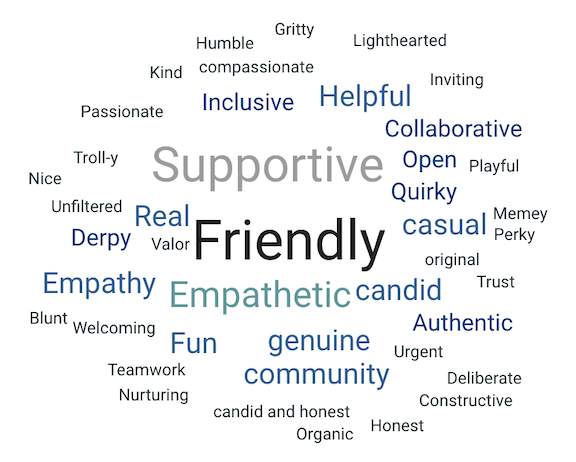 Gritty
Humble
Lighthearted
compassionate
Kind
Inviting
Helpful
Inclusive
Passionate
Collaborative
Supportive
Troll-y
Open
Playful
Nice
Quirky
Unfiltered
Real
Memey
casual
Perky
Derpy
Valor
Friendly
original
Empathy
Trust
Empathetic
candid
Blunt
Welcoming
Authentic
Fun
genuine
Urgent
Teamwork
community
Deliberate
Nurturing
Constructive
candid and honest
Honest
Organic